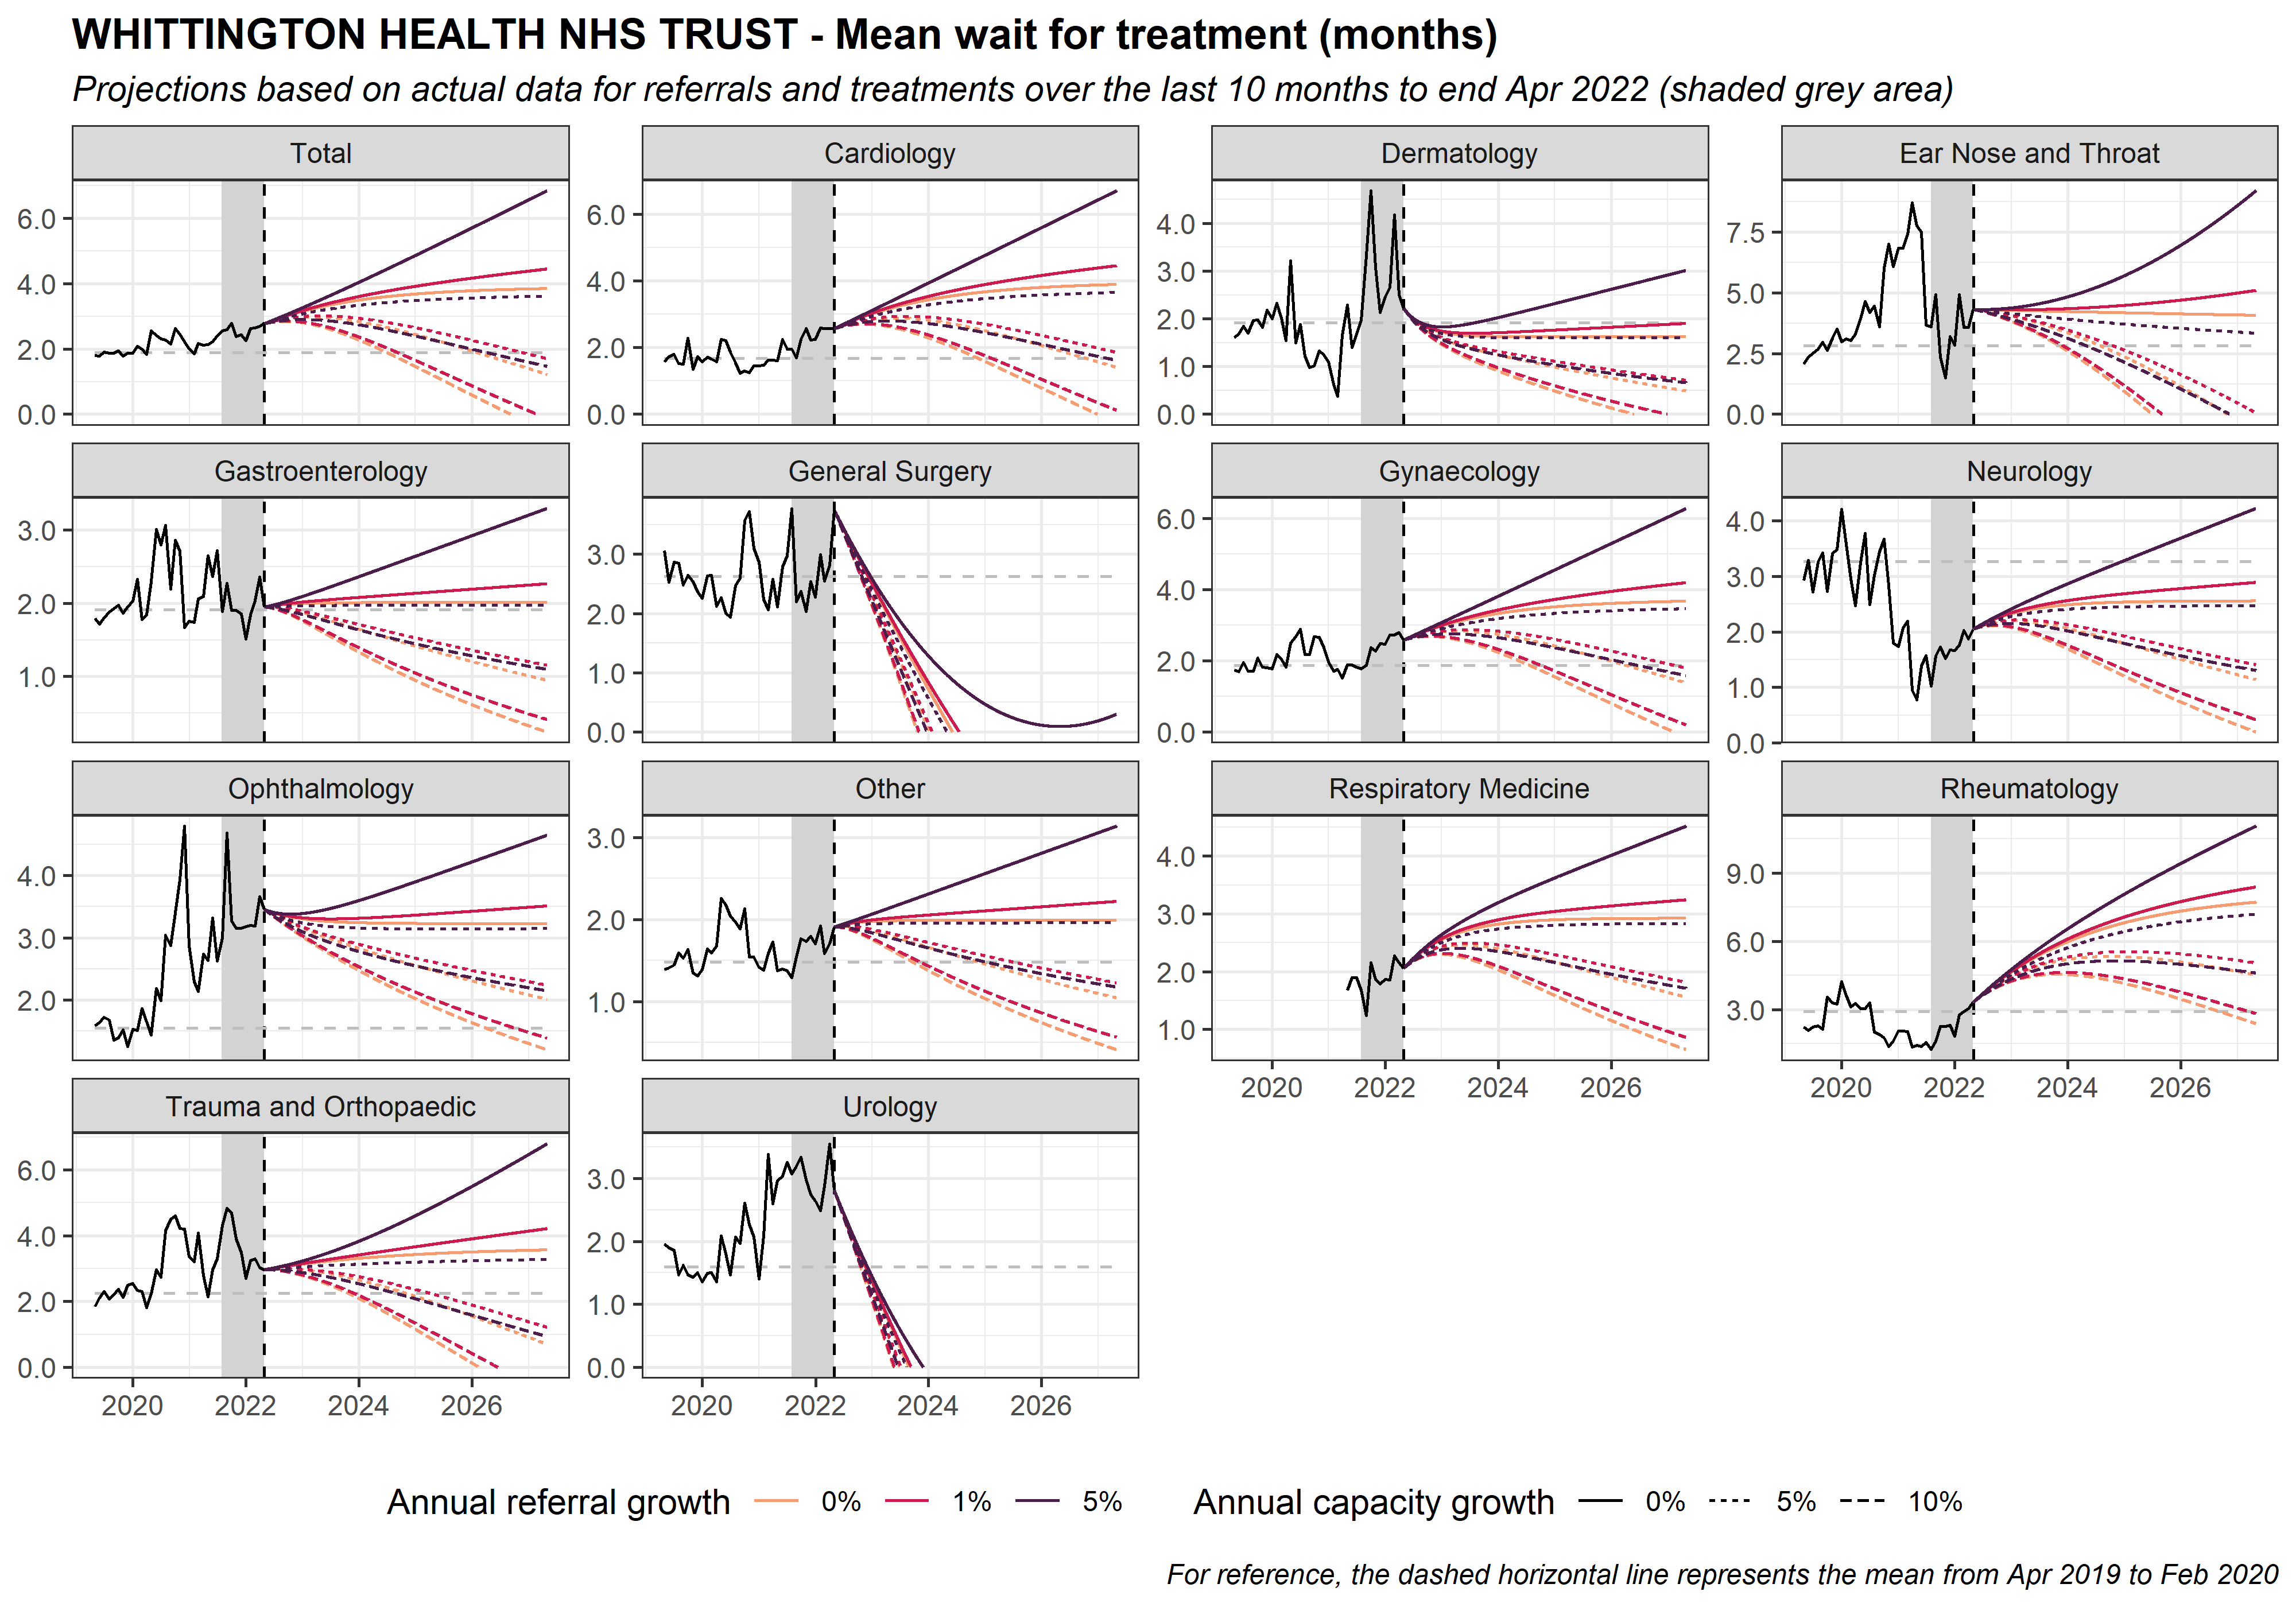 WHITTINGTON HEALTH NHS TRUST - Mean wait for treatment (months)
Projections based on actual data for referrals and treatments over the last 10 months to end Apr 2022 (shaded grey area)
Total
Cardiology
Dermatology
Ear Nose and Throat
6.0
4.0
2.0
0.0
6.0
4.0
2.0
0.0
4.0
3.0
2.0
1.0
0.0
7.5
5.0
2.5
0.0
Gastroenterology
General Surgery
Gynaecology
Neurology
3.0
2.0
1.0
3.0
2.0
1.0
0.0
6.0
4.0
2.0
0.0
4.0
3.0
2.0
1.0
0.0
Ophthalmology
Other
Respiratory Medicine
Rheumatology
4.0
3.0
2.0
3.0
2.0
1.0
4.0
3.0
2.0
1.0
9.0
6.0
3.0
2020 2022 2024 2026
2020 2022 2024 2026
Trauma and Orthopaedic
Urology
6.0
4.0
2.0
0.0
3.0
2.0
1.0
0.0
2020 2022 2024 2026
2020 2022 2024 2026
Annual referral growth 0% 1% 5%
Annual capacity growth 0% 5% 10%
For reference, the dashed horizontal line represents the mean from Apr 2019 to Feb 2020